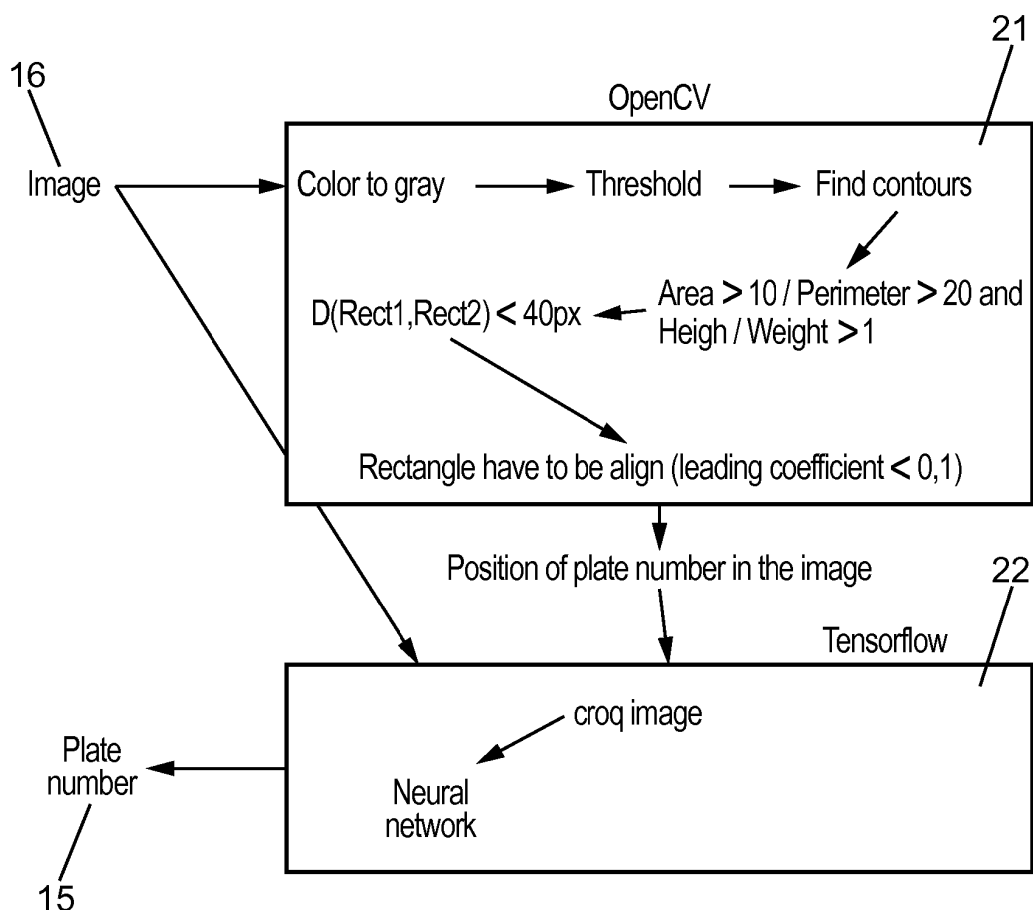 21
16
OpenCV
Image
Color to gray
Threshold
Find contours
Area > 10 / Perimeter > 20 and
Heigh / Weight > 1
D(Rect1,Rect2) < 40px
Rectangle have to be align (leading coefficient < 0,1)
Position of plate number in the image
22
Tensorflow
croq image
Neural
network
Plate
number
15